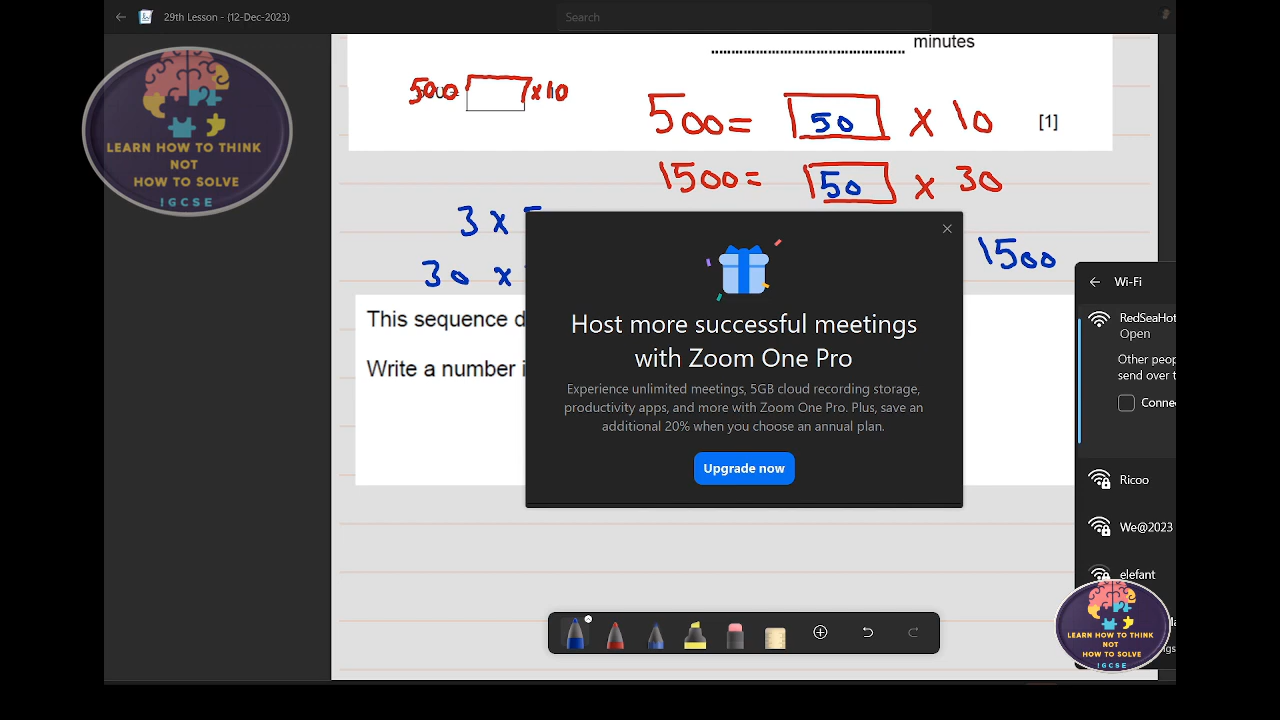 29th Lesson - (12-Dec-2023)
Search
minutes
500
x 10
500 = 50 x 10
[1]
1500 = 50 x 30
3 x
30 x
1500
This sequence
Write a number
Host more successful meetings
with Zoom One Pro
Experience unlimited meetings, 5GB cloud recording storage,
productivity apps, and more with Zoom One Pro. Plus, save an
additional 20% when you choose an annual plan.
Upgrade now
Wi-Fi
RedSeaHot
Open
Other peop
send over t
Conne
Ricoo
We@2023
elefant
LEARN HOW TO THINK
NOT
HOW TO SOLVE
!GCSE
LEARN HOW TO THINK
NOT
HOW TO SOLVE
!GCSE